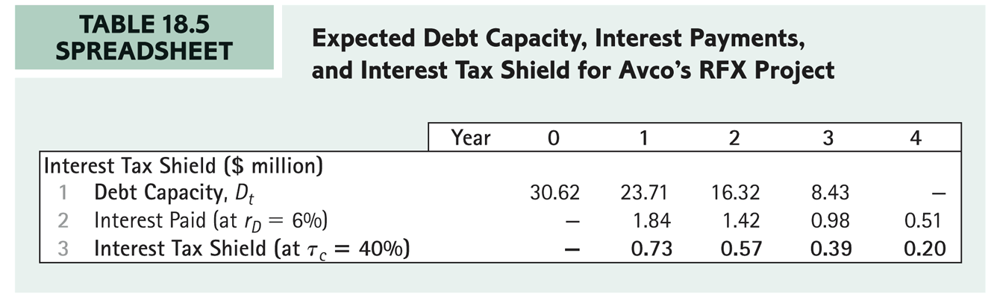 TABLE 18.5
SPREADSHEET
Expected Debt Capacity, Interest Payments,
and Interest Tax Shield for Avco's RFX Project
Year 0 1 2 3 4
Interest Tax Shield ($ million)
1 Debt Capacity, Dₜ 30.62 23.71 16.32 8.43 –
2 Interest Paid (at r_D = 6%) – 1.84 1.42 0.98 0.51
3 Interest Tax Shield (at τ_c = 40%) – 0.73 0.57 0.39 0.20